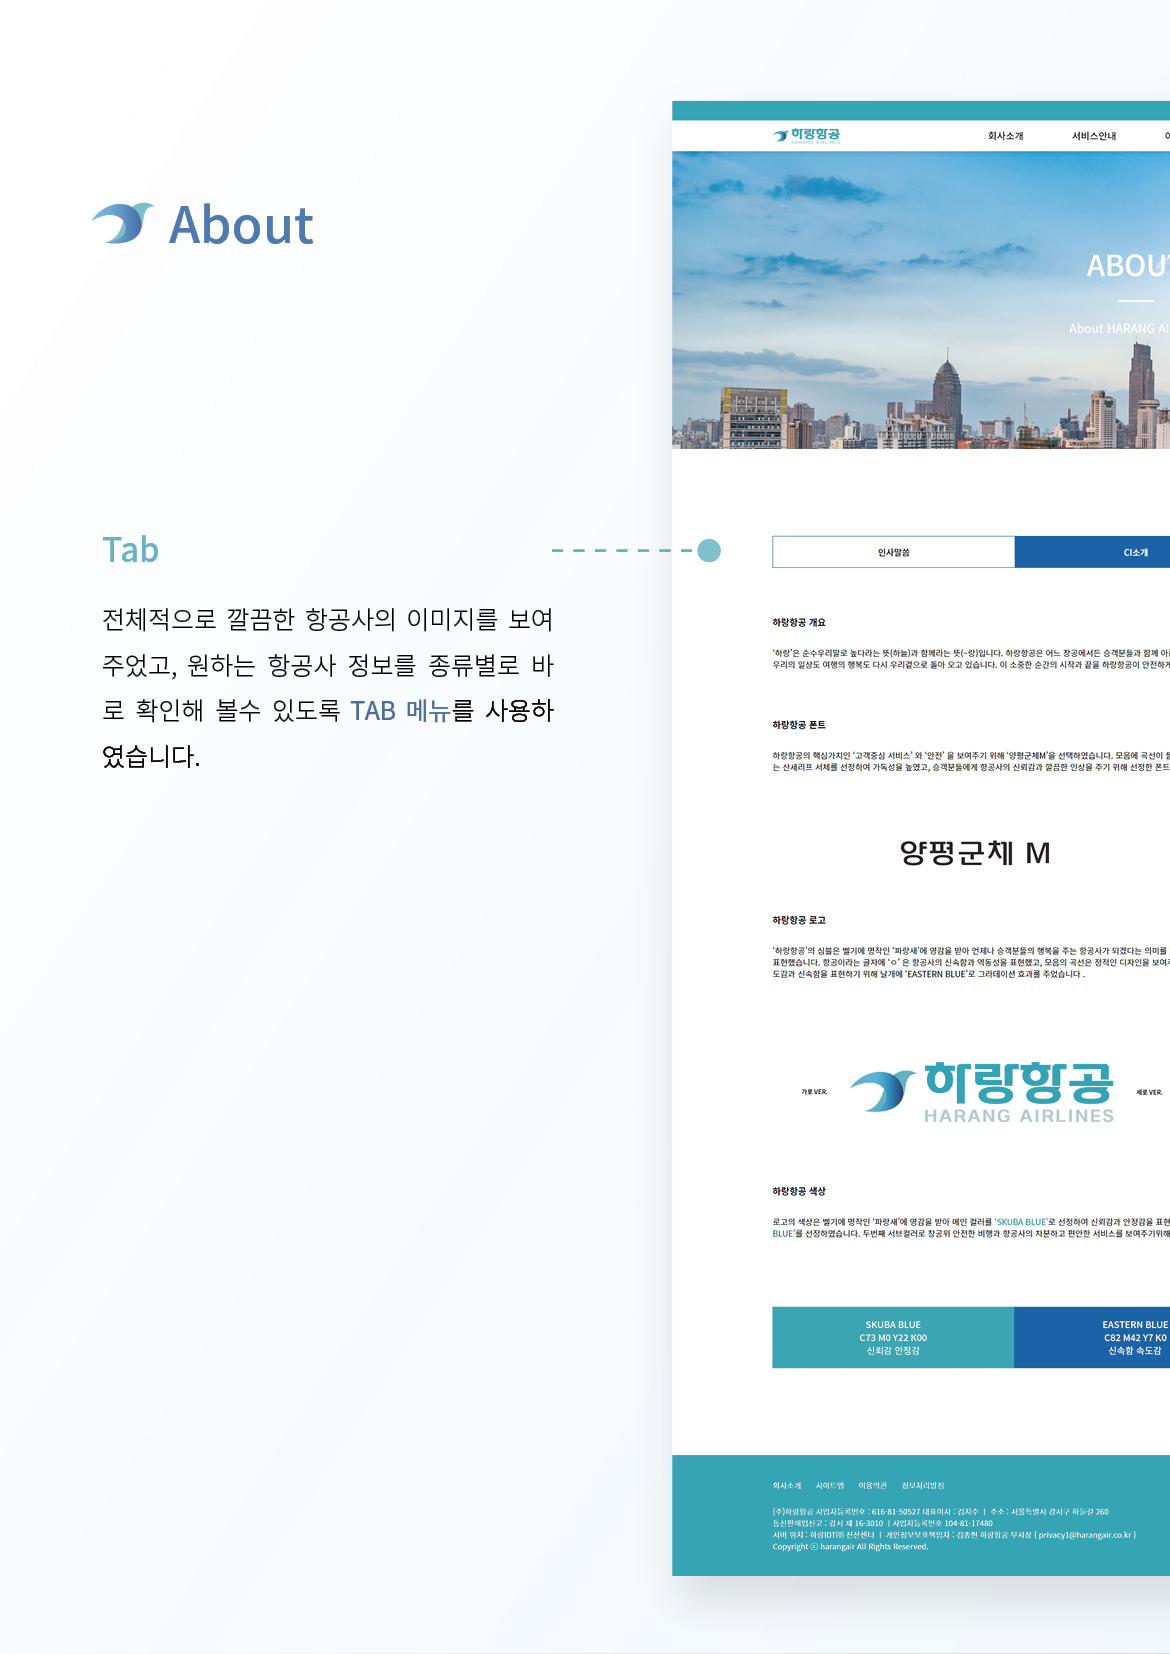 About
Tab
전체적으로 깔끔한 항공사의 이미지를 보여
주었고, 원하는 항공사 정보를 종류별로 바
로 확인해 볼수 있도록 TAB 메뉴를 사용하
였습니다.
하랑항공
HARANG AIRLINES
회사소개 서비스안내
ABOUT
About HARANG AI
인사말씀 CI소개
하랑항공 개요
'하랑'은 순수우리말로 높다라는 뜻(하늘)과 함께라는 뜻(~랑)입니다. 하랑항공은 어느 창공에서든 승객분들과 함께
우리의 일상도 여행의 행복도 다시 우리곁으로 돌아 오고 있습니다. 이 소중한 순간의 시작과 끝을 하랑항공이 안전하게
하랑항공 폰트
하랑항공의 핵심가치인 '고객중심 서비스' 와 '안전' 을 보여주기 위해 '양평군체M'을 선택하였습니다. 모음에 곡선이
는 산세리프 서체를 선정하여 가독성을 높였고, 승객분들에게 항공사의 신뢰감과 깔끔한 인상을 주기 위해 선정한 폰트
양평군체 M
하랑항공 로고
'하랑항공'의 심볼은 벨기에 명작인 '파랑새'에 영감을 받아 언제나 승객분들의 행복을 주는 항공사가 되겠다는 의미를
표현했습니다. 항공이라는 글자에 'ㅇ' 은 항공사의 신속함과 역동성을 표현했고, 모음의 곡선은 정적인 디자인을 보여주
도감과 신속함을 표현하기 위해 날개에 'EASTERN BLUE'로 그라데이션 효과를 주었습니다 .
가로 VER. 하랑항공 세로 VER.
HARANG AIRLINES
하랑항공 색상
로고의 색상은 벨기에 명작인 '파랑새'에 영감을 받아 메인 컬러를 'SKUBA BLUE'로 선정하여 신뢰감과 안정감을 표현
BLUE'를 선정하였습니다. 두번째 서브컬러로 창공위 안전한 비행과 항공사의 차분하고 편안한 서비스를 보여주기위해
SKUBA BLUE
C73 M0 Y22 K00
신뢰감 안정감
EASTERN BLUE
C82 M42 Y7 K0
신속함 속도감
회사소개 사이트맵 이용약관 정보처리방침
(주)하랑항공 사업자등록번호 : 616-81-50527 대표이사 : 김지수 ㅣ 주소 : 서울특별시 강서구 하늘길 260
통신판매업신고 : 강서 제 16-3010 ㅣ사업자등록번호 104-81-17480
서버 위치 : 하랑IDT㈜ 전산센터 ㅣ 개인정보보호책임자 : 김종현 하랑항공 부사장 ( privacy1@harangair.co.kr )
Copyright ⓒ harangair All Rights Reserved.